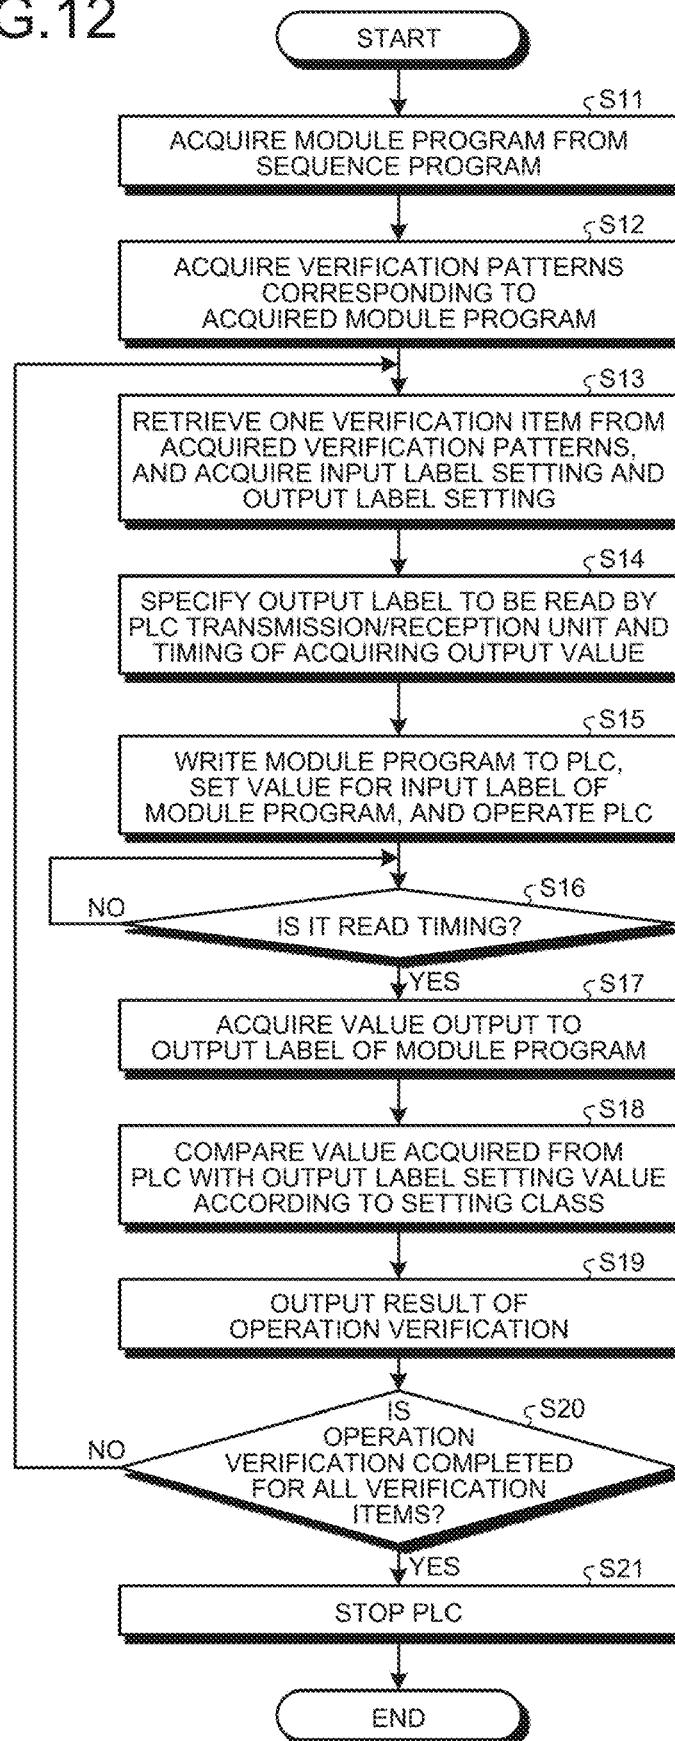 G.12
START
S11
ACQUIRE MODULE PROGRAM FROM
SEQUENCE PROGRAM
S12
ACQUIRE VERIFICATION PATTERNS
CORRESPONDING TO
ACQUIRED MODULE PROGRAM
S13
RETRIEVE ONE VERIFICATION ITEM FROM
ACQUIRED VERIFICATION PATTERNS,
AND ACQUIRE INPUT LABEL SETTING AND
OUTPUT LABEL SETTING
S14
SPECIFY OUTPUT LABEL TO BE READ BY
PLC TRANSMISSION/RECEPTION UNIT AND
TIMING OF ACQUIRING OUTPUT VALUE
S15
WRITE MODULE PROGRAM TO PLC,
SET VALUE FOR INPUT LABEL OF
MODULE PROGRAM, AND OPERATE PLC
S16
NO
IS IT READ TIMING?
YES
S17
ACQUIRE VALUE OUTPUT TO
OUTPUT LABEL OF MODULE PROGRAM
S18
COMPARE VALUE ACQUIRED FROM
PLC WITH OUTPUT LABEL SETTING VALUE
ACCORDING TO SETTING CLASS
S19
OUTPUT RESULT OF
OPERATION VERIFICATION
S20
NO
IS
OPERATION
VERIFICATION COMPLETED
FOR ALL VERIFICATION
ITEMS?
YES
S21
STOP PLC
END